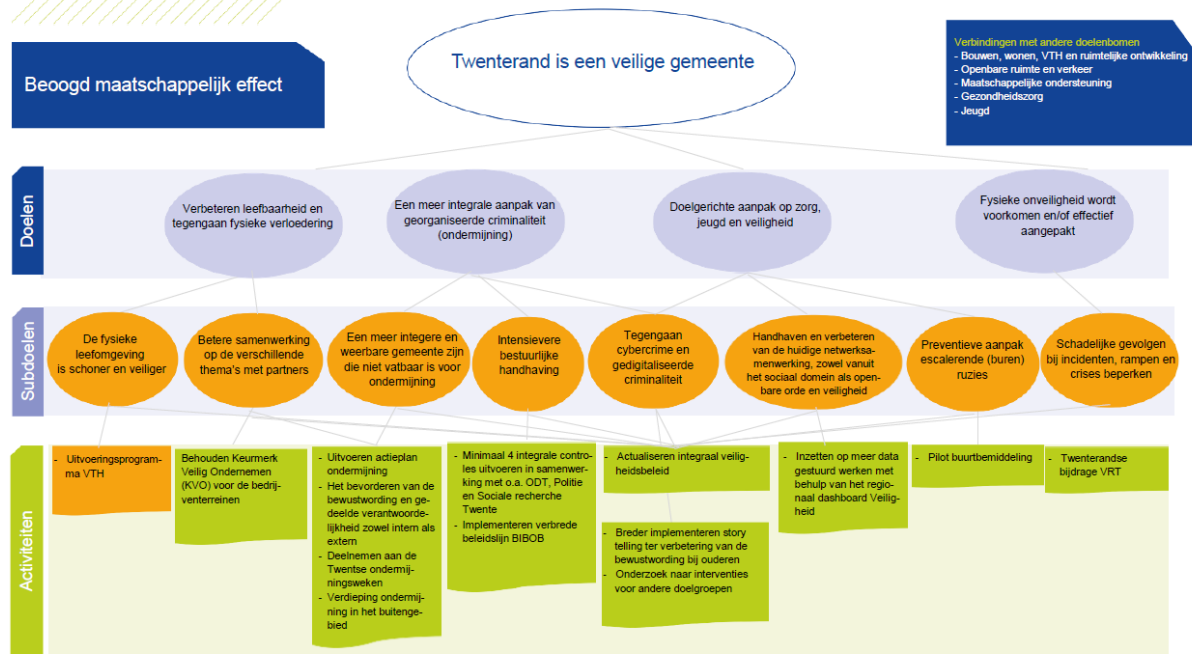 Beoogd maatschappelijk effect
Twenterand is een veilige gemeente
Verbindingen met andere doelenbomen
- Bouwen, wonen, VTH en ruimtelijke ontwikkeling
- Openbare ruimte en verkeer
- Maatschappelijke ondersteuning
- Gezondheidszorg
- Jeugd
Doelen
Verbeteren leefbaarheid en
tegengaan fysieke verloedering
Een meer integrale aanpak van
georganiseerde criminaliteit
(ondermijning)
Doelgerichte aanpak op zorg,
jeugd en veiligheid
Fysieke onveiligheid wordt
voorkomen en/of effectief
aangepakt
Subdoelen
De fysieke
leefomgeving
is schoner en veiliger
Betere samenwerking
op de verschillende
thema's met partners
Een meer integere en
weerbare gemeente zijn
die niet vatbaar is voor
ondermijning
Intensievere
bestuurlijke
handhaving
Tegengaan
cybercrime en
gedigitaliseerde
criminaliteit
Handhaven en verbeteren
van de huidige netwerksa-
menwerking, zowel vanuit
het sociaal domein als open-
bare orde en veiligheid
Preventieve aanpak
escalerende (buren)
ruzies
Schadelijke gevolgen
bij incidenten, rampen en
crises beperken
Activiteiten
- Uitvoeringsprogra-
mma VTH
Behouden Keurmerk
Veilig Ondernemen
(KVO) voor de bedrij-
venterreinen
- Uitvoeren actieplan
ondermijning
- Het bevorderen van de
bewustwording en ge-
deelde verantwoorde-
lijkheid zowel intern als
extern
- Deelnemen aan de
Twentse ondermij-
ningsweken
- Verdieping ondermij-
ning in het buitenge-
bied
- Minimaal 4 integrale contro-
les uitvoeren in samenwer-
king met o.a. ODT, Politie
en Sociale recherche
Twente
- Implementeren verbrede
beleidslijn BIBOB
- Actualiseren integraal veilig-
heidsbeleid
- Breder implementeren story
telling ter verbetering van de
bewustwording bij ouderen
- Onderzoek naar interventies
voor andere doelgroepen
- Inzetten op meer data
gestuurd werken met
behulp van het regio-
naal dashboard Veilig-
heid
- Pilot buurtbemiddeling
- Twenterandse
bijdrage VRT